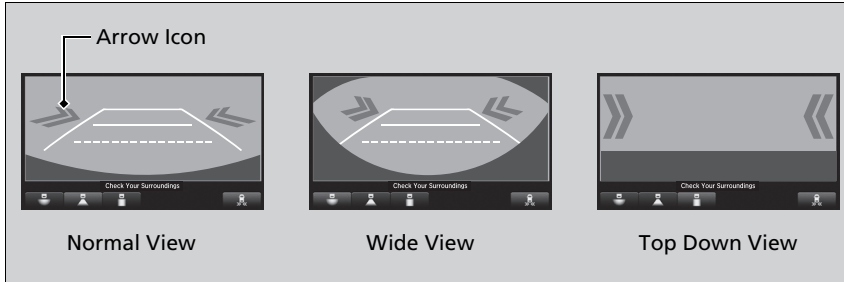 Arrow Icon
Check Your Surroundings
Check Your Surroundings
Check Your Surroundings
Normal View
Wide View
Top Down View